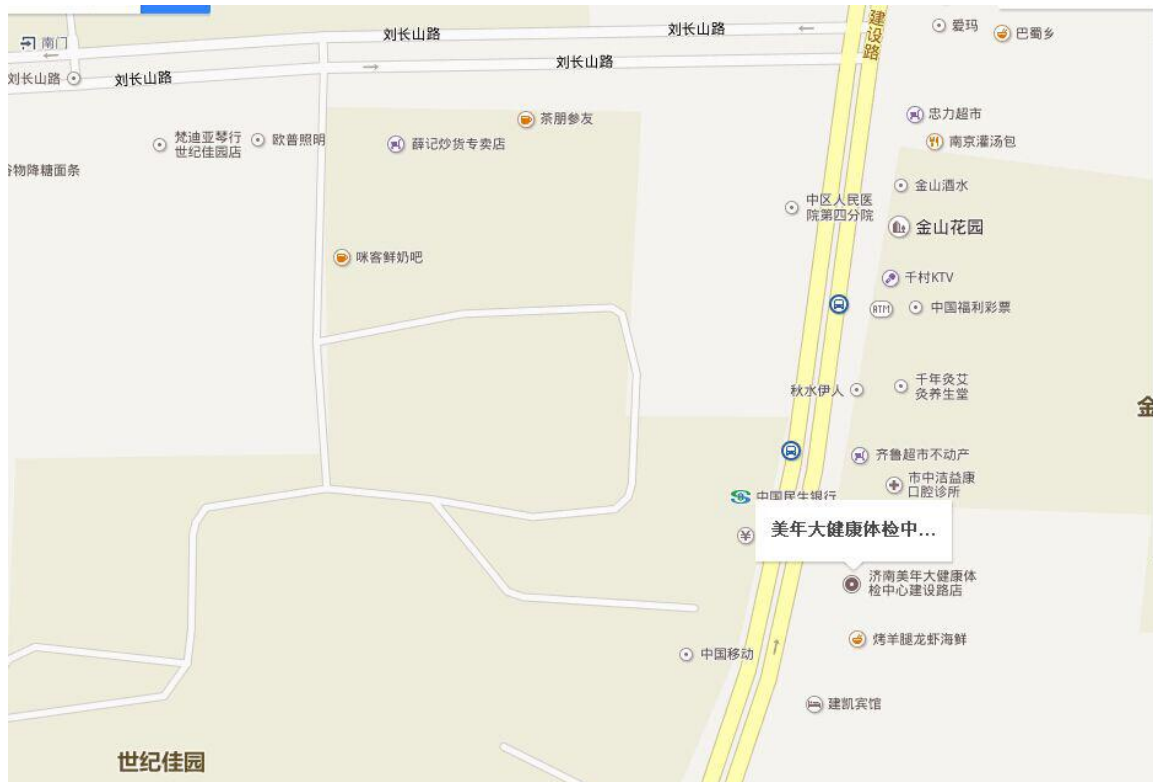 刘长山路
刘长山路
建设路
爱玛
巴蜀乡
南门
刘长山路
刘长山路
刘长山路
茶朋参友
忠力超市
梵迪亚琴行
世纪佳园店
欧普照明
薛记炒货专卖店
南京灌汤包
谷物降糖面条
金山酒水
中区人民医
院第四分院
金山花园
咪客鲜奶吧
千村KTV
ATM
中国福利彩票
千年灸艾
灸养生堂
秋水伊人
金
齐鲁超市不动产
市中洁益康
口腔诊所
中国民生银行
¥
美年大健康体检中...
济南美年大健康体
检中心建设路店
烤羊腿龙虾海鲜
中国移动
建凯宾馆
世纪佳园